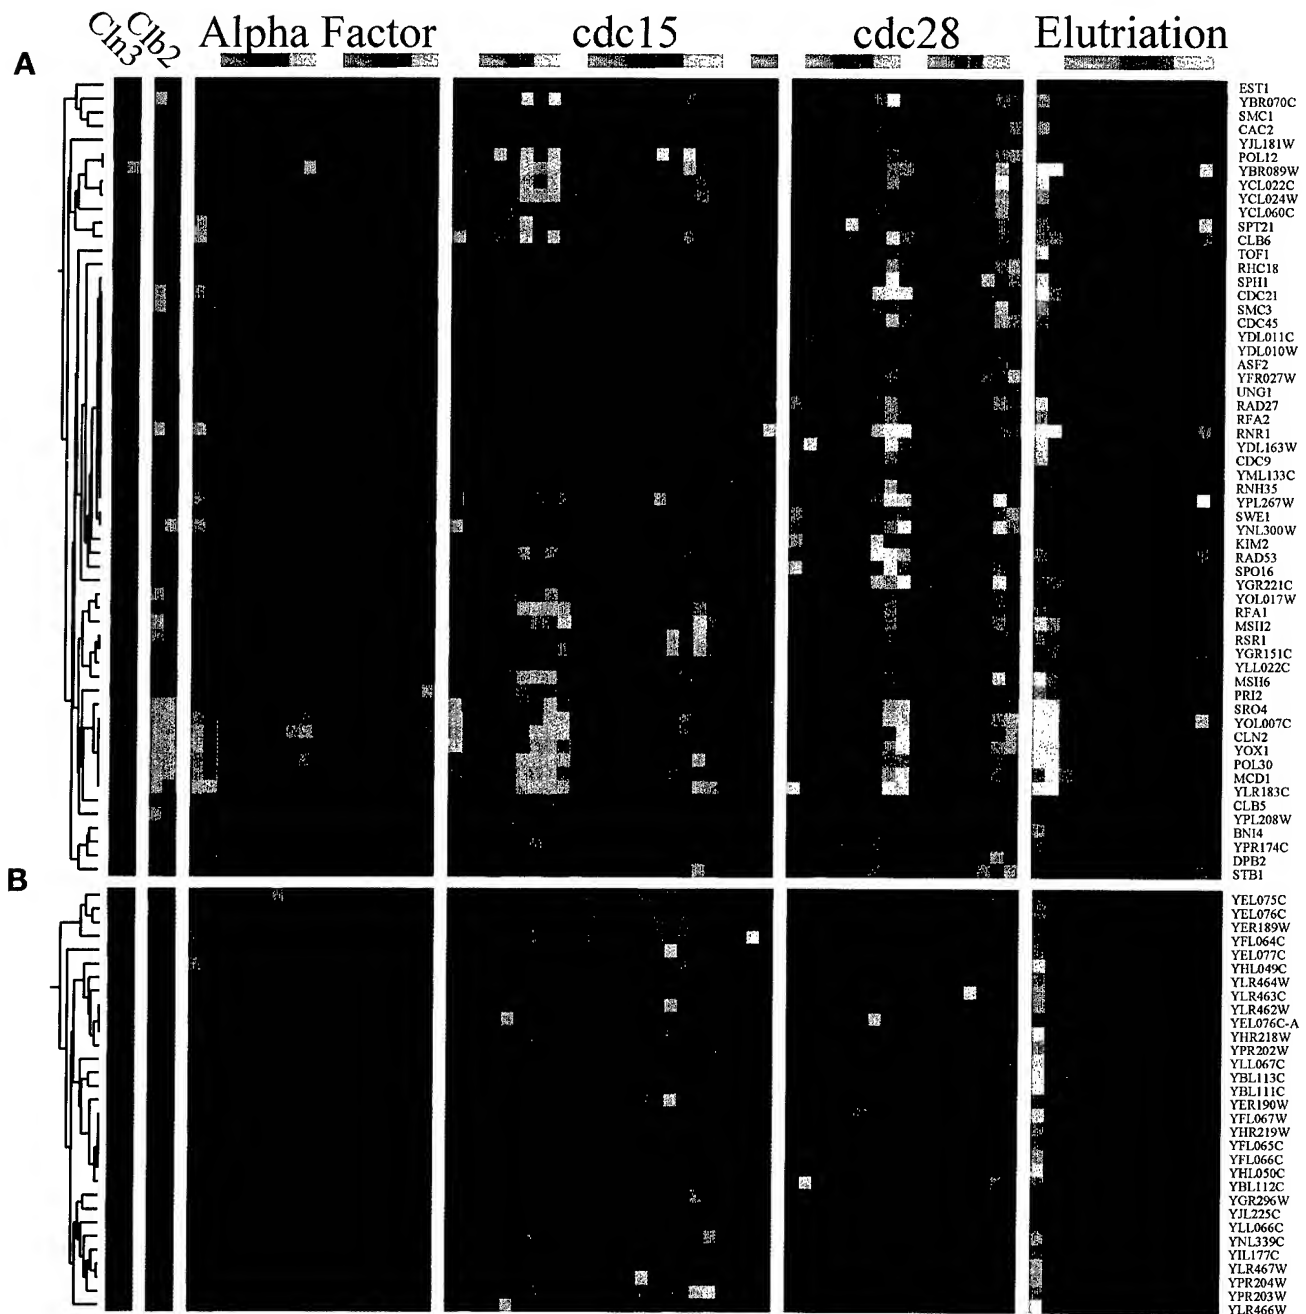 Cln3
Clb2
Alpha Factor
cdc15
cdc28
Elutriation
A
EST1
YBR070C
SMC1
CAC2
YJL181W
POL12
YBR089W
YCL022C
YCL024W
YCL060C
SPT21
CLB6
TOF1
RHC18
SPH1
CDC21
SMC3
CDC45
YDL011C
YDL010W
ASF2
YFR027W
UNG1
RAD27
RFA2
RNR1
YDL163W
CDC9
YML133C
RNH35
YPL267W
SWE1
YNL300W
KIM2
RAD53
SPO16
YGR221C
YOL017W
RFA1
MSH2
RSR1
YGR151C
YLL022C
MSH6
PRI2
SRO4
YOL007C
CLN2
YOX1
POL30
MCD1
YLR183C
CLB5
YPL208W
BNI4
YPR174C
DPB2
STB1
B
YEL075C
YEL076C
YER189W
YFL064C
YEL077C
YHL049C
YLR464W
YLR463C
YLR462W
YEL076C-A
YHR218W
YPR202W
YLL067C
YBL113C
YBL111C
YER190W
YFL067W
YHR219W
YFL065C
YFL066C
YHL050C
YBL112C
YGR296W
YJL225C
YLL066C
YNL339C
YIL177C
YLR467W
YPR204W
YPR203W
YLR466W